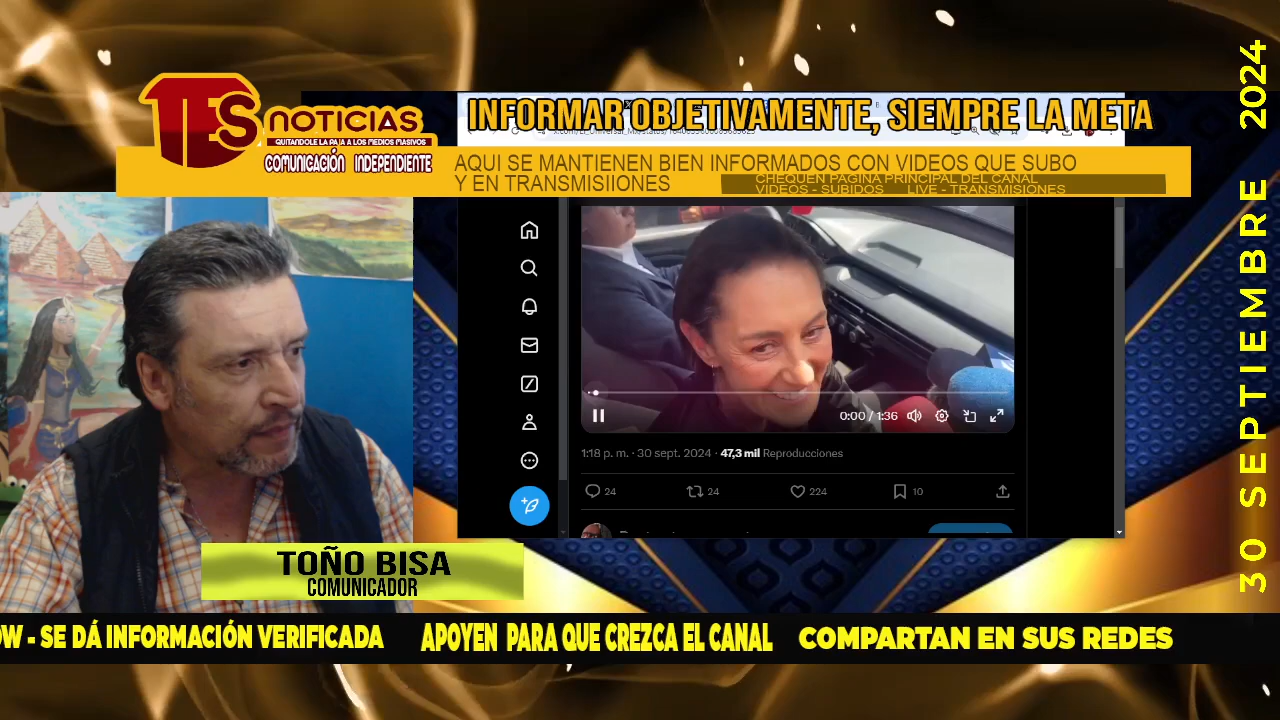 TES
NOTICIAS
QUITANDOLE LA PAJA A LOS MEDIOS MASIVOS
COMUNICACIÓN INDEPENDIENTE
INFORMAR OBJETIVAMENTE, SIEMPRE LA META
AQUI SE MANTIENEN BIEN INFORMADOS CON VIDEOS QUE SUBO
Y EN TRANSMISIIONES
CHEQUEN PAGINA PRINCIPAL DEL CANAL
VIDEOS - SUBIDOS LIVE - TRANSMISIONES
30 SEPTIEMBRE 2024
0:00 / 1:36
1:18 p. m. · 30 sept. 2024 · 47,3 mil Reproducciones
24 24 224 10
TOÑO BISA
COMUNICADOR
OW - SE DÁ INFORMACIÓN VERIFICADA APOYEN PARA QUE CREZCA EL CANAL COMPARTAN EN SUS REDES